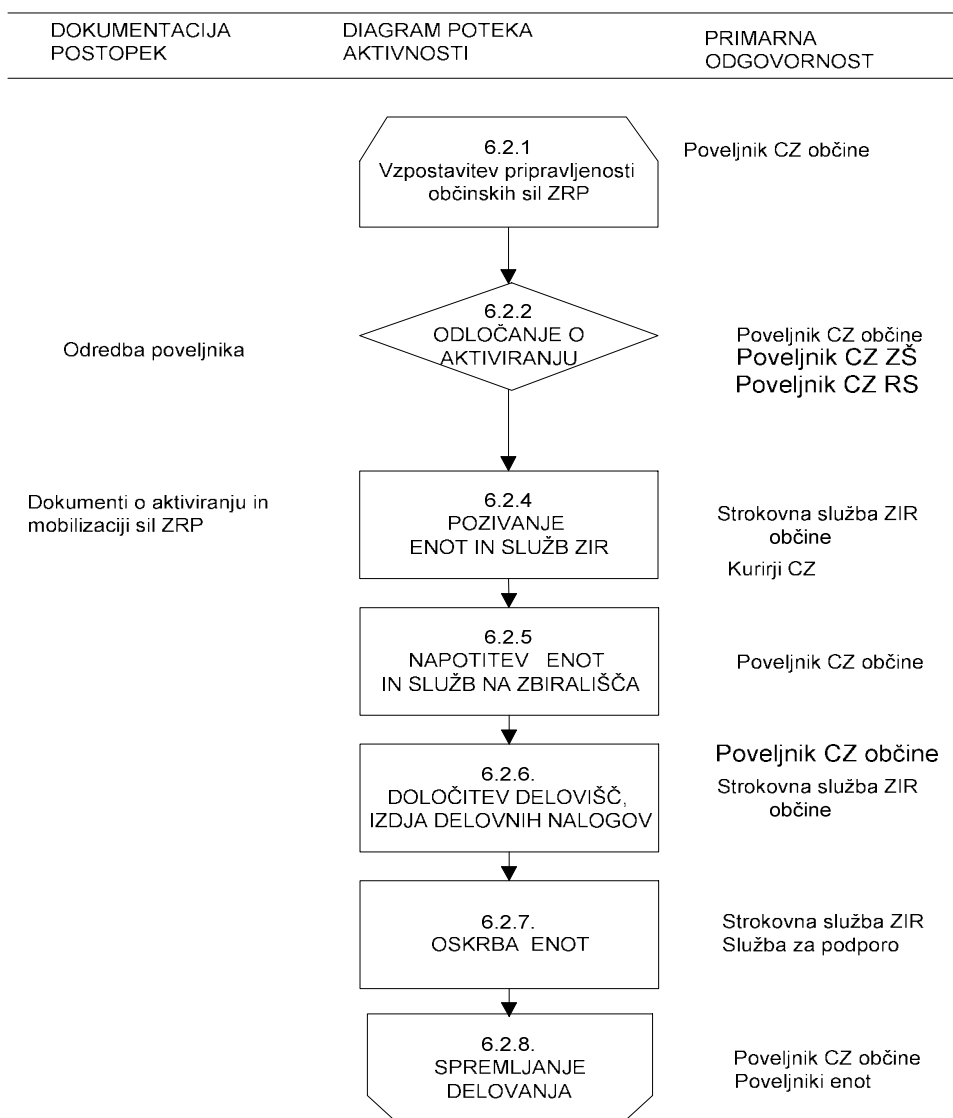 DOKUMENTACIJA
POSTOPEK
DIAGRAM POTEKA
AKTIVNOSTI
PRIMARNA
ODGOVORNOST
6.2.1
Vzpostavitev pripravljenosti
občinskih sil ZRP
Poveljnik CZ občine
Odredba poveljnika
6.2.2
ODLOČANJE O
AKTIVIRANJU
Poveljnik CZ občine
Poveljnik CZ ZŠ
Poveljnik CZ RS
Dokumenti o aktiviranju in
mobilizaciji sil ZRP
6.2.4
POZIVANJE
ENOT IN SLUŽB ZIR
Strokovna služba ZIR
občine
Kurirji CZ
6.2.5
NAPOTITEV ENOT
IN SLUŽB NA ZBIRALIŠČA
Poveljnik CZ občine
6.2.6.
DOLOČITEV DELOVIŠČ,
IZDJA DELOVNIH NALOGOV
Poveljnik CZ občine
Strokovna služba ZIR
občine
6.2.7.
OSKRBA ENOT
Strokovna služba ZIR
Služba za podporo
6.2.8.
SPREMLJANJE
DELOVANJA
Poveljnik CZ občine
Poveljniki enot